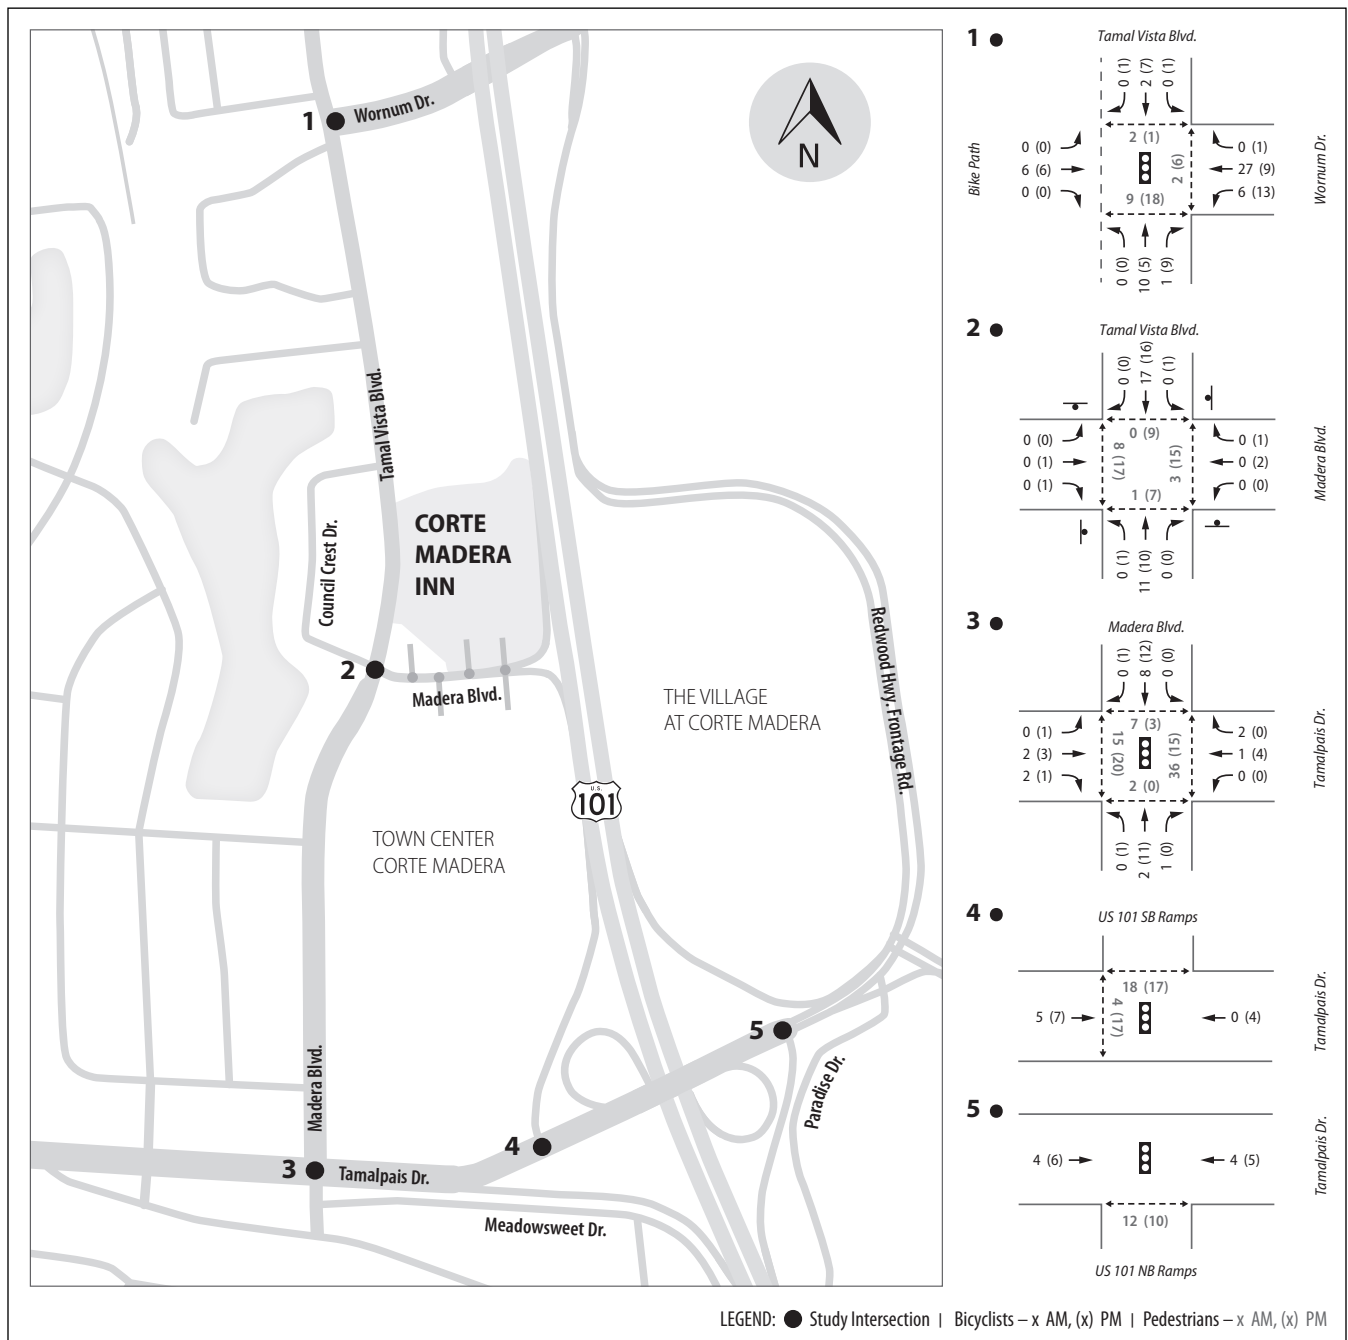 1
Wornum Dr.
N
Tamal Vista Blvd.
Council Crest Dr.
CORTE
MADERA
INN
2
Madera Blvd.
THE VILLAGE
AT CORTE MADERA
Redwood Hwy. Frontage Rd.
U.S.
101
TOWN CENTER
CORTE MADERA
Madera Blvd.
5
Paradise Dr.
4
3
Tamalpais Dr.
Meadowsweet Dr.
1
Tamal Vista Blvd.
0 (1)
2 (7)
0 (1)
Bike Path
0 (0)
6 (6)
0 (0)
2 (1)
2 (6)
9 (18)
0 (1)
27 (9)
6 (13)
Wornum Dr.
0 (0)
10 (5)
1 (9)
2
Tamal Vista Blvd.
0 (0)
17 (16)
0 (1)
0 (0)
0 (1)
0 (1)
0 (9)
8 (17)
3 (15)
1 (7)
0 (1)
0 (2)
0 (0)
Madera Blvd.
0 (1)
11 (10)
0 (0)
3
Madera Blvd.
0 (1)
8 (12)
0 (0)
0 (1)
2 (3)
2 (1)
7 (3)
15 (20)
36 (15)
2 (0)
2 (0)
1 (4)
0 (0)
Tamalpais Dr.
0 (1)
2 (11)
1 (0)
4
US 101 SB Ramps
18 (17)
4 (17)
5 (7)
0 (4)
Tamalpais Dr.
5
4 (6)
4 (5)
Tamalpais Dr.
12 (10)
US 101 NB Ramps
LEGEND: Study Intersection | Bicyclists – x AM, (x) PM | Pedestrians – x AM, (x) PM